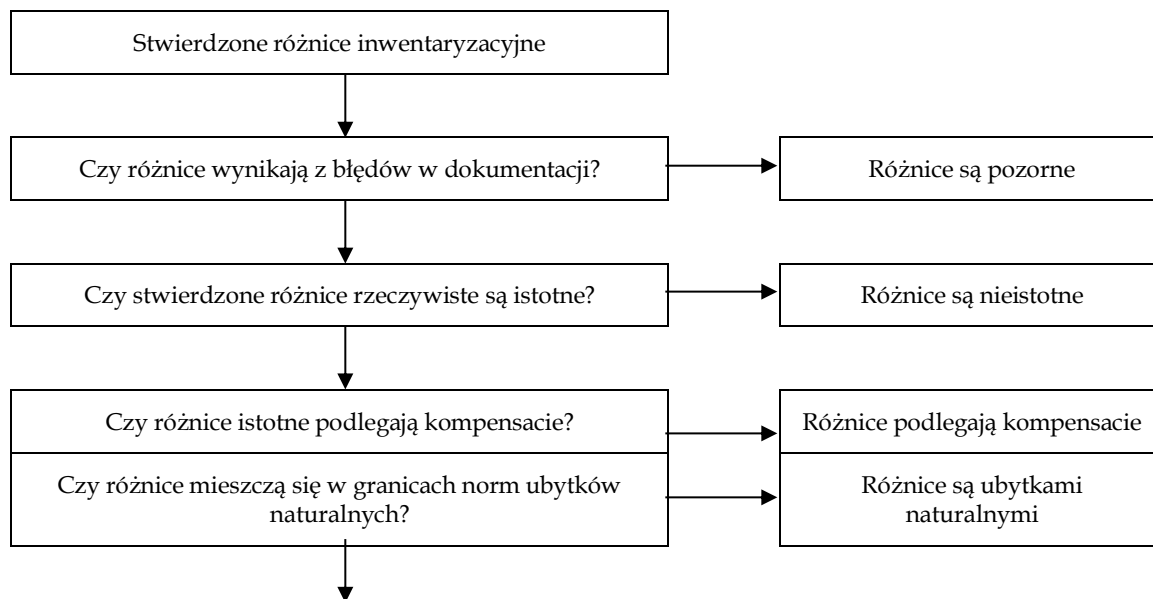 Stwierdzone różnice inwentaryzacyjne
Czy różnice wynikają z błędów w dokumentacji?
Różnice są pozorne
Czy stwierdzone różnice rzeczywiste są istotne?
Różnice są nieistotne
Czy różnice istotne podlegają kompensacie?
Różnice podlegają kompensacie
Czy różnice mieszczą się w granicach norm ubytków
naturalnych?
Różnice są ubytkami
naturalnymi